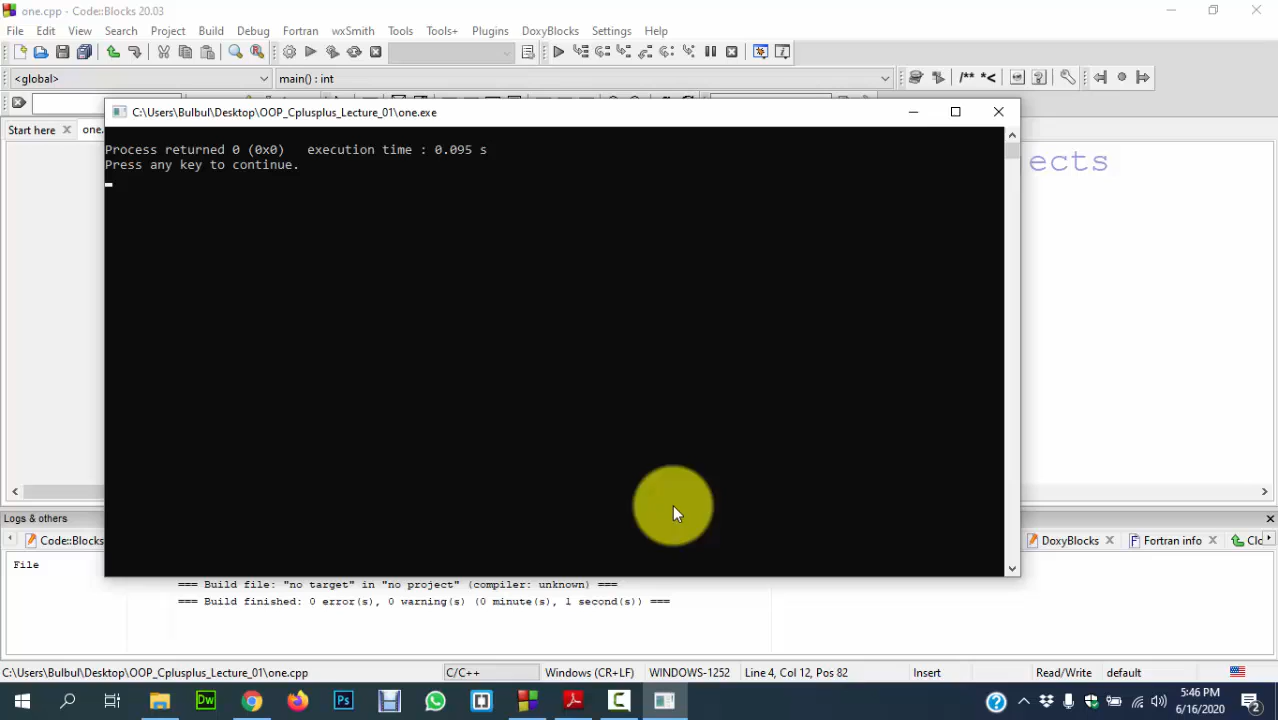 one.cpp - Code::Blocks 20.03
File Edit View Search Project Build Debug Fortran wxSmith Tools Tools+ Plugins DoxyBlocks Settings Help
<global> main() : int /** *<
C:\Users\Bulbul\Desktop\OOP_Cplusplus_Lecture_01\one.exe
Start here one.
Process returned 0 (0x0)   execution time : 0.095 s
Press any key to continue.
ects
Logs & others
Code::Blocks DoxyBlocks Fortran info Clo
File
=== Build file: "no target" in "no project" (compiler: unknown) ===
=== Build finished: 0 error(s), 0 warning(s) (0 minute(s), 1 second(s)) ===
C:\Users\Bulbul\Desktop\OOP_Cplusplus_Lecture_01\one.cpp C/C++ Windows (CR+LF) WINDOWS-1252 Line 4, Col 12, Pos 82 Insert Read/Write default
Dw Ps 5:46 PM
6/16/2020 2